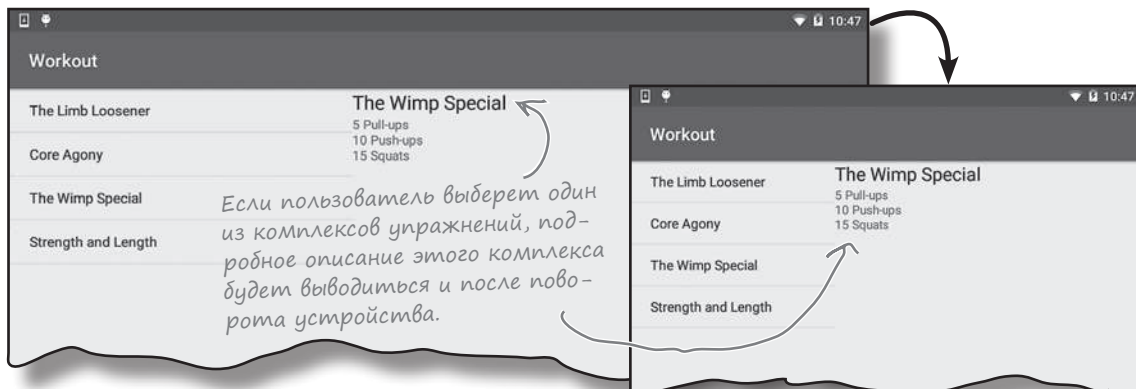 10:47
Workout
The Limb Loosener
Core Agony
The Wimp Special
Strength and Length
The Wimp Special
5 Pull-ups
10 Push-ups
15 Squats
Если пользователь выберет один
из комплексов упражнений, под-
робное описание этого комплекса
будет выводиться и после пово-
рота устройства.
10:47
Workout
The Limb Loosener
Core Agony
The Wimp Special
Strength and Length
The Wimp Special
5 Pull-ups
10 Push-ups
15 Squats